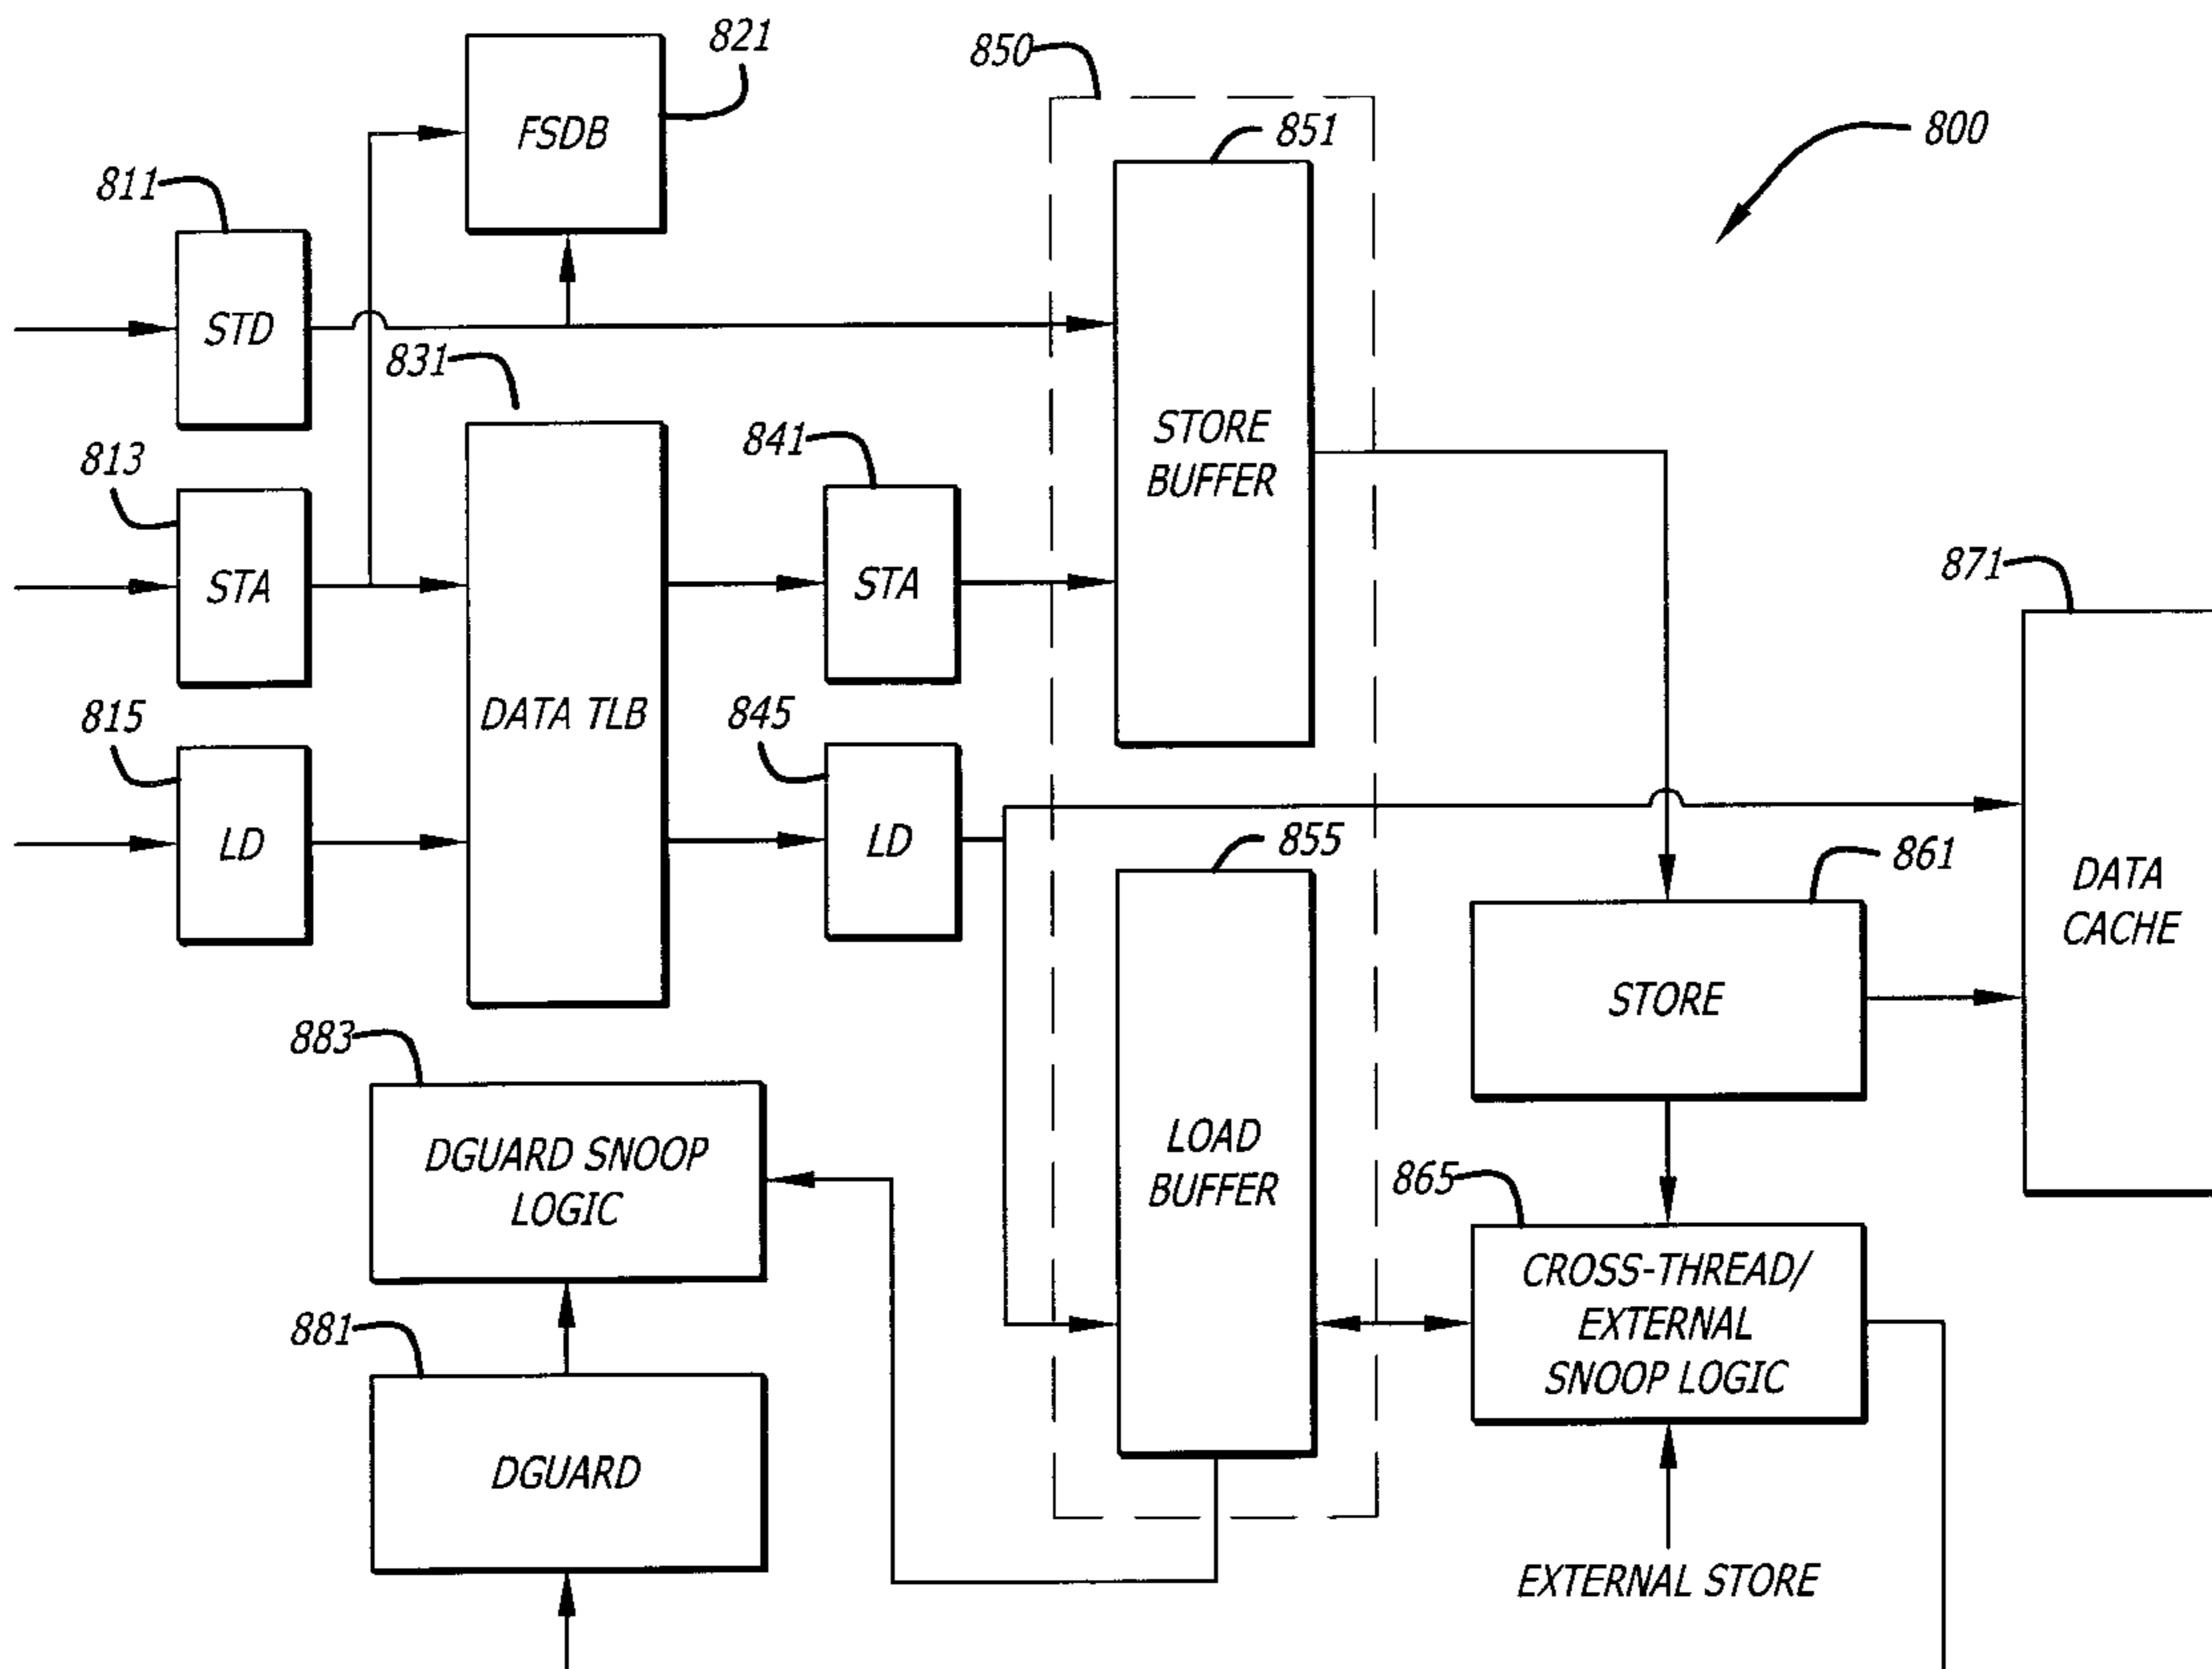 821
850
FSDB
851
800
811
STD
831
STORE
BUFFER
841
813
STA
STA
871
DATA TLB
845
815
LD
LD
855
861
DATA
CACHE
STORE
883
DGUARD SNOOP
LOGIC
LOAD
BUFFER
865
CROSS-THREAD/
EXTERNAL
SNOOP LOGIC
881
DGUARD
EXTERNAL STORE